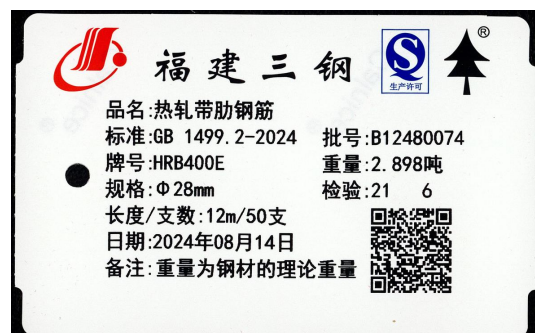 福建三钢
生产许可
®
品名:热轧带肋钢筋
标准:GB 1499.2-2024 批号:B12480074
牌号:HRB400E 重量:2.898吨
规格:Φ28mm 检验:21 6
长度/支数:12m/50支
日期:2024年08月14日
备注:重量为钢材的理论重量